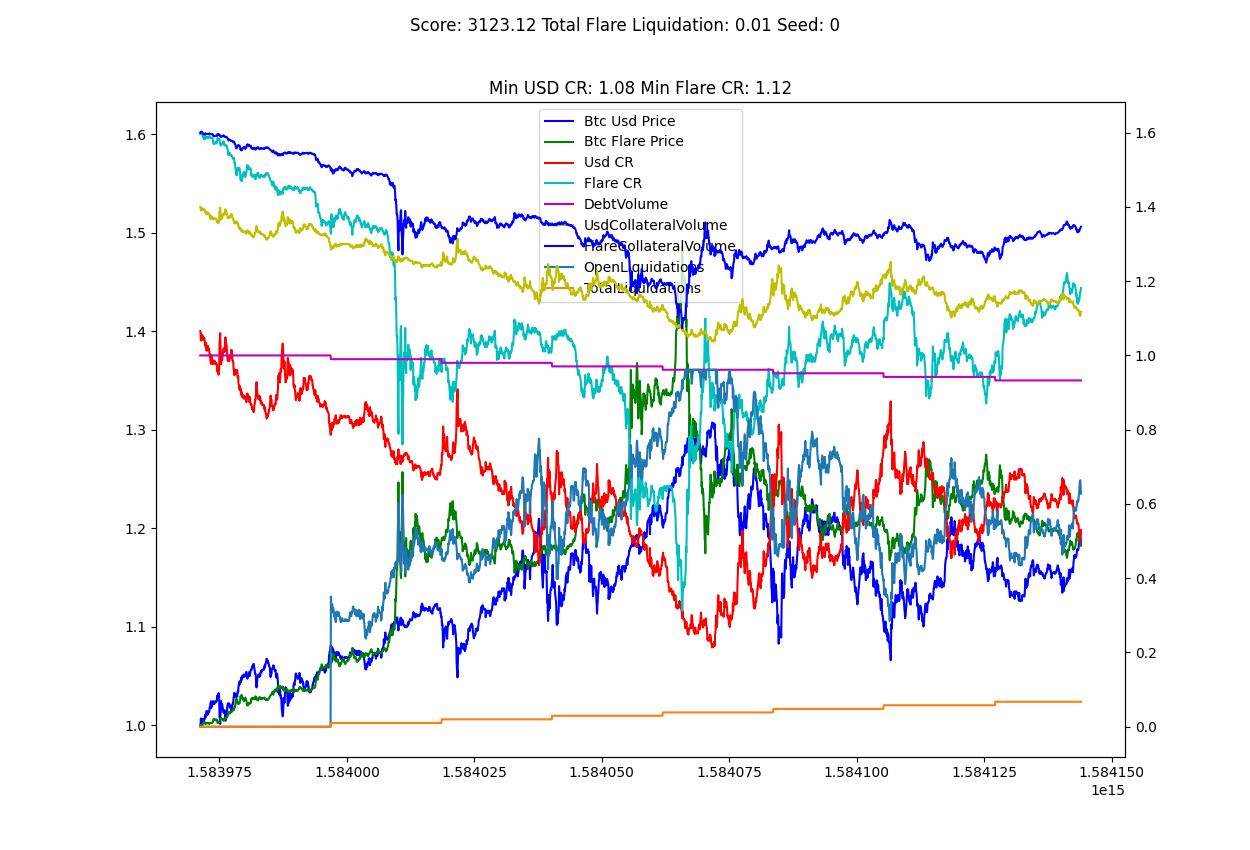 Score: 3123.12 Total Flare Liquidation: 0.01 Seed: 0
Min USD CR: 1.08 Min Flare CR: 1.12
Btc Usd Price
Btc Flare Price
Usd CR
Flare CR
DebtVolume
UsdCollateralVolume
FlareCollateralVolume
OpenLiquidations
TotalLiquidations
1.6
1.5
1.4
1.3
1.2
1.1
1.0
1.6
1.4
1.2
1.0
0.8
0.6
0.4
0.2
0.0
1.583975 1.584000 1.584025 1.584050 1.584075 1.584100 1.584125 1.584150
1e15